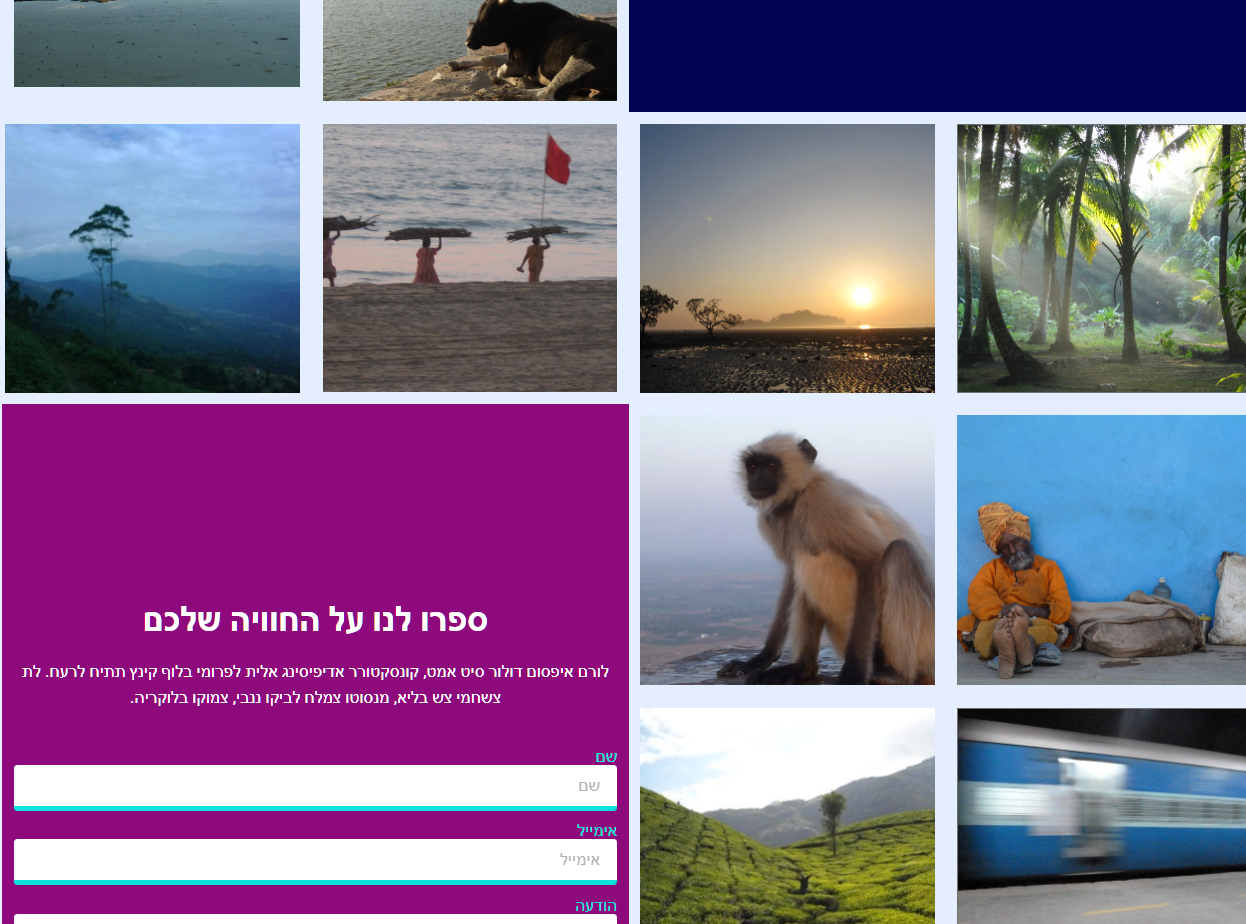 ספרו לנו על החוויה שלכם
לורם איפסום דולור סיט אמט, קונסקטורר אדיפיסינג אלית לפרומי בלוף קינץ תתיח לרעח. לת
צשחמי צש בליא, מנסוטו צמלח לביקו ננבי, צמוקו בלוקריה.
שם
שם
אימייל
אימייל
הודעה